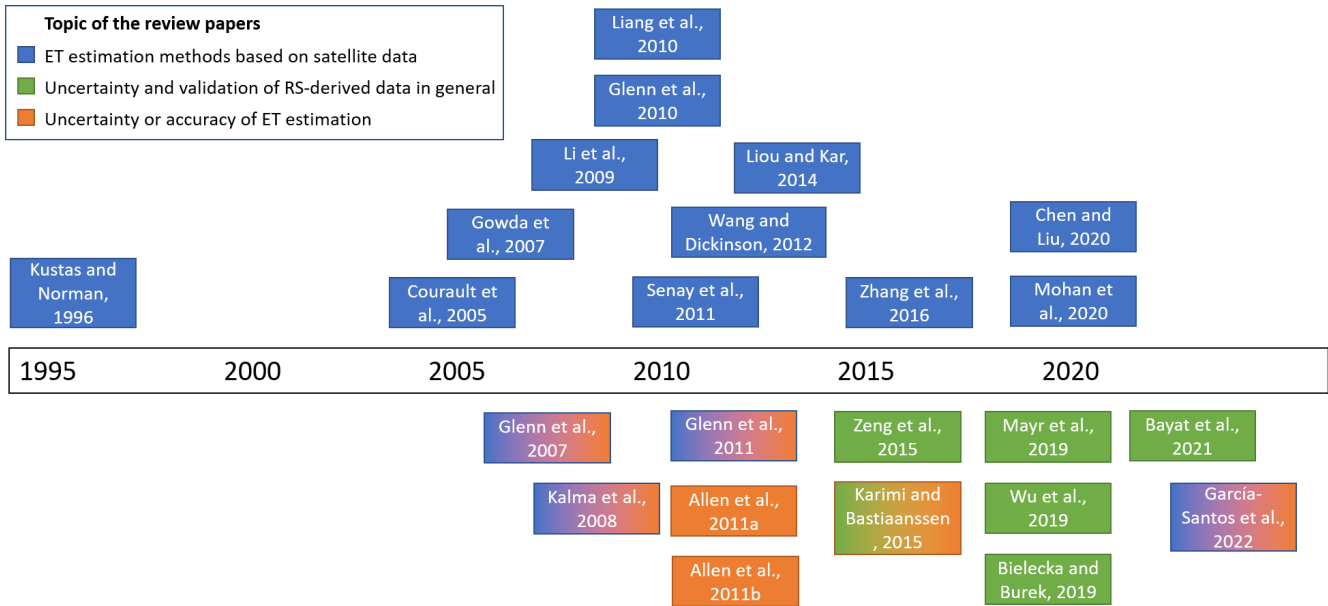 Topic of the review papers
ET estimation methods based on satellite data
Uncertainty and validation of RS-derived data in general
Uncertainty or accuracy of ET estimation
Liang et al.,
2010
Glenn et al.,
2010
Li et al.,
2009
Liou and Kar,
2014
Gowda et
al., 2007
Wang and
Dickinson, 2012
Chen and
Liu, 2020
Kustas and
Norman,
1996
Courault et
al., 2005
Senay et al.,
2011
Zhang et al.,
2016
Mohan et
al., 2020
1995
2000
2005
2010
2015
2020
Glenn et al.,
2007
Glenn et al.,
2011
Zeng et al.,
2015
Mayr et al.,
2019
Bayat et al.,
2021
Kalma et al.,
2008
Allen et al.,
2011a
Karimi and
Bastiaanssen
, 2015
Wu et al.,
2019
García-
Santos et al.,
2022
Allen et al.,
2011b
Bielecka and
Burek, 2019